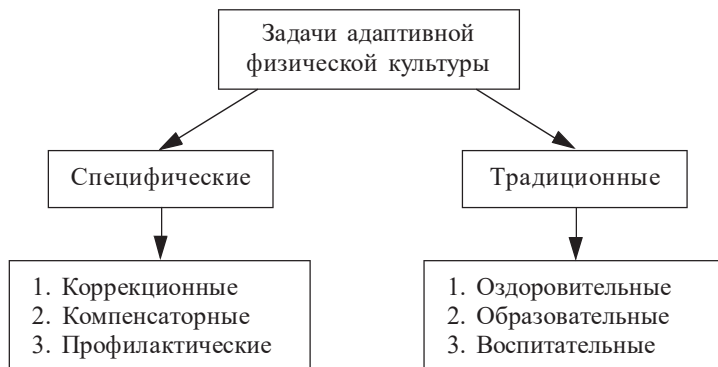 Задачи адаптивной
физической культуры
Специфические
Традиционные
1. Коррекционные
2. Компенсаторные
3. Профилактические
1. Оздоровительные
2. Образовательные
3. Воспитательные